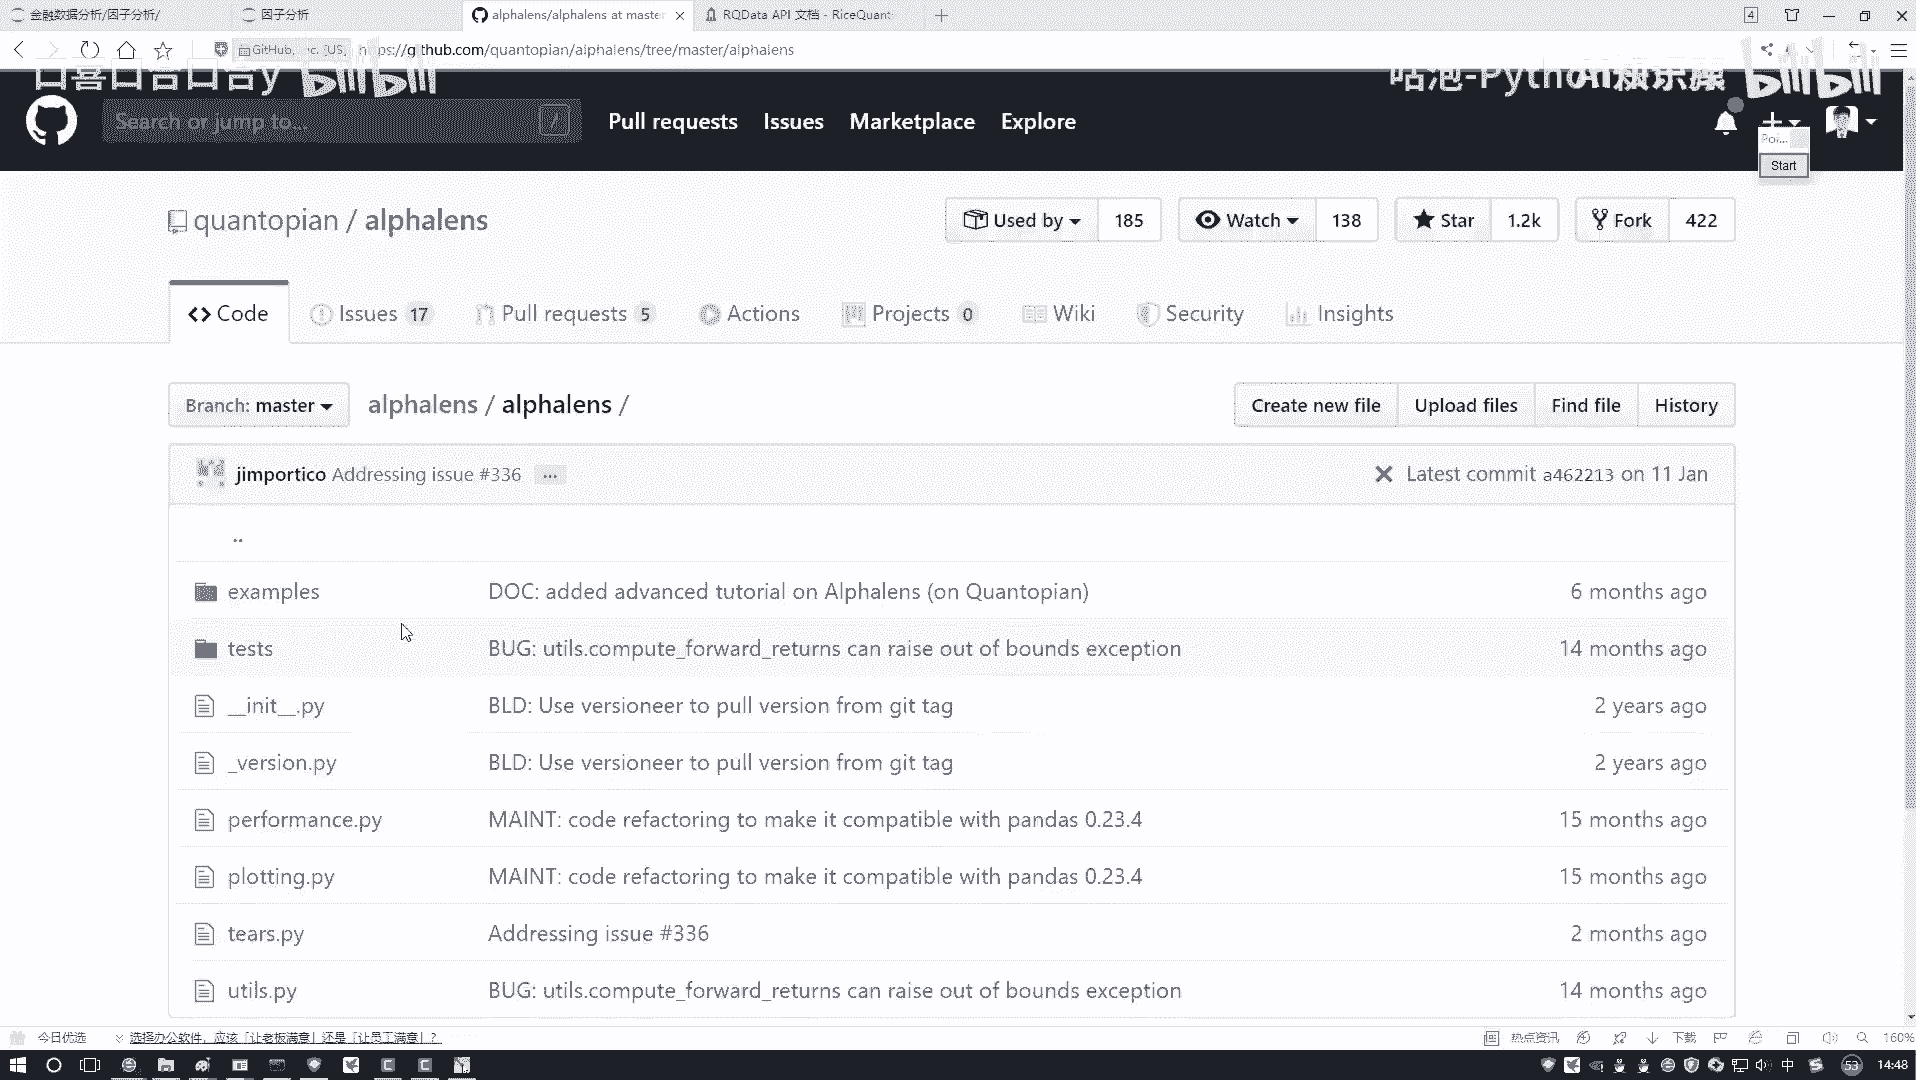 金融数据分析/因子分析/ 因子分析 alphalens/alphalens at master RQData API 文档 - RiceQuant 4
GitHub, Inc. [US] https://github.com/quantopian/alphalens/tree/master/alphalens
bilibili 咕泡-Python bilibili
Search or jump to... / Pull requests Issues Marketplace Explore
Poi...
Start
quantopian / alphalens Used by 185 Watch 138 Star 1.2k Fork 422
Code Issues 17 Pull requests 5 Actions Projects 0 Wiki Security Insights
Branch: master alphalens / alphalens / Create new file Upload files Find file History
jimportico Addressing issue #336 ... Latest commit a462213 on 11 Jan
..
examples DOC: added advanced tutorial on Alphalens (on Quantopian) 6 months ago
tests BUG: utils.compute_forward_returns can raise out of bounds exception 14 months ago
__init__.py BLD: Use versioneer to pull version from git tag 2 years ago
_version.py BLD: Use versioneer to pull version from git tag 2 years ago
performance.py MAINT: code refactoring to make it compatible with pandas 0.23.4 15 months ago
plotting.py MAINT: code refactoring to make it compatible with pandas 0.23.4 15 months ago
tears.py Addressing issue #336 2 months ago
utils.py BUG: utils.compute_forward_returns can raise out of bounds exception 14 months ago
今日优选 选择办公软件，应该「让老板满意」还是「让员工满意」？ 热点资讯 下载 160%
中 53 14:48